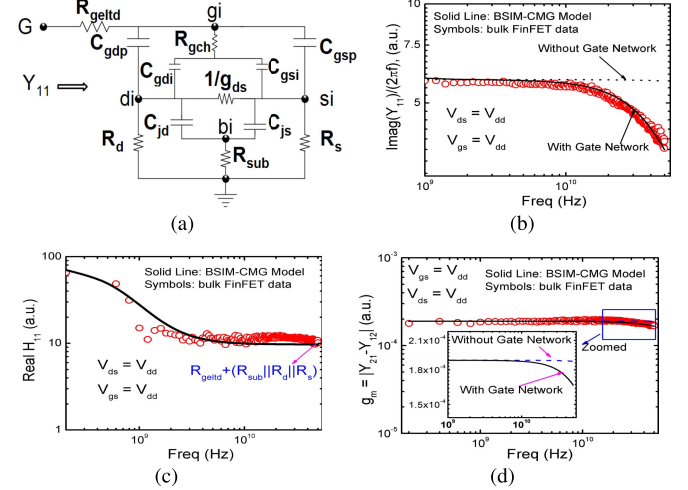 G
R_geltd
gi
C_gdp
R_gch
C_gsp
C_gdi
C_gsi
Y_11
1/g_ds
di
si
C_jd
C_js
bi
R_d
R_sub
R_s
(a)
Solid Line: BSIM-CMG Model
Symbols: bulk FinFET data
Without Gate Network
V_ds = V_dd
V_gs = V_dd
With Gate Network
Imag(Y_11)/(2πf), (a.u.)
10
5
10^9
10^10
Freq (Hz)
(b)
Solid Line: BSIM-CMG Model
Symbols: bulk FinFET data
Real H_11 (a.u.)
100
10
1
V_ds = V_dd
V_gs = V_dd
R_geltd+(R_sub||R_d||R_s)
10^9
10^10
Freq (Hz)
(c)
V_gs = V_dd
V_ds = V_dd
Solid Line: BSIM-CMG Model
Symbols: bulk FinFET data
g_m = |Y_21-Y_12| (a.u.)
10^-3
10^-4
10^-5
Zoomed
2.1x10^-4
1.8x10^-4
1.5x10^-4
Without Gate Network
With Gate Network
10^9
10^10
10^9
10^10
Freq (Hz)
(d)